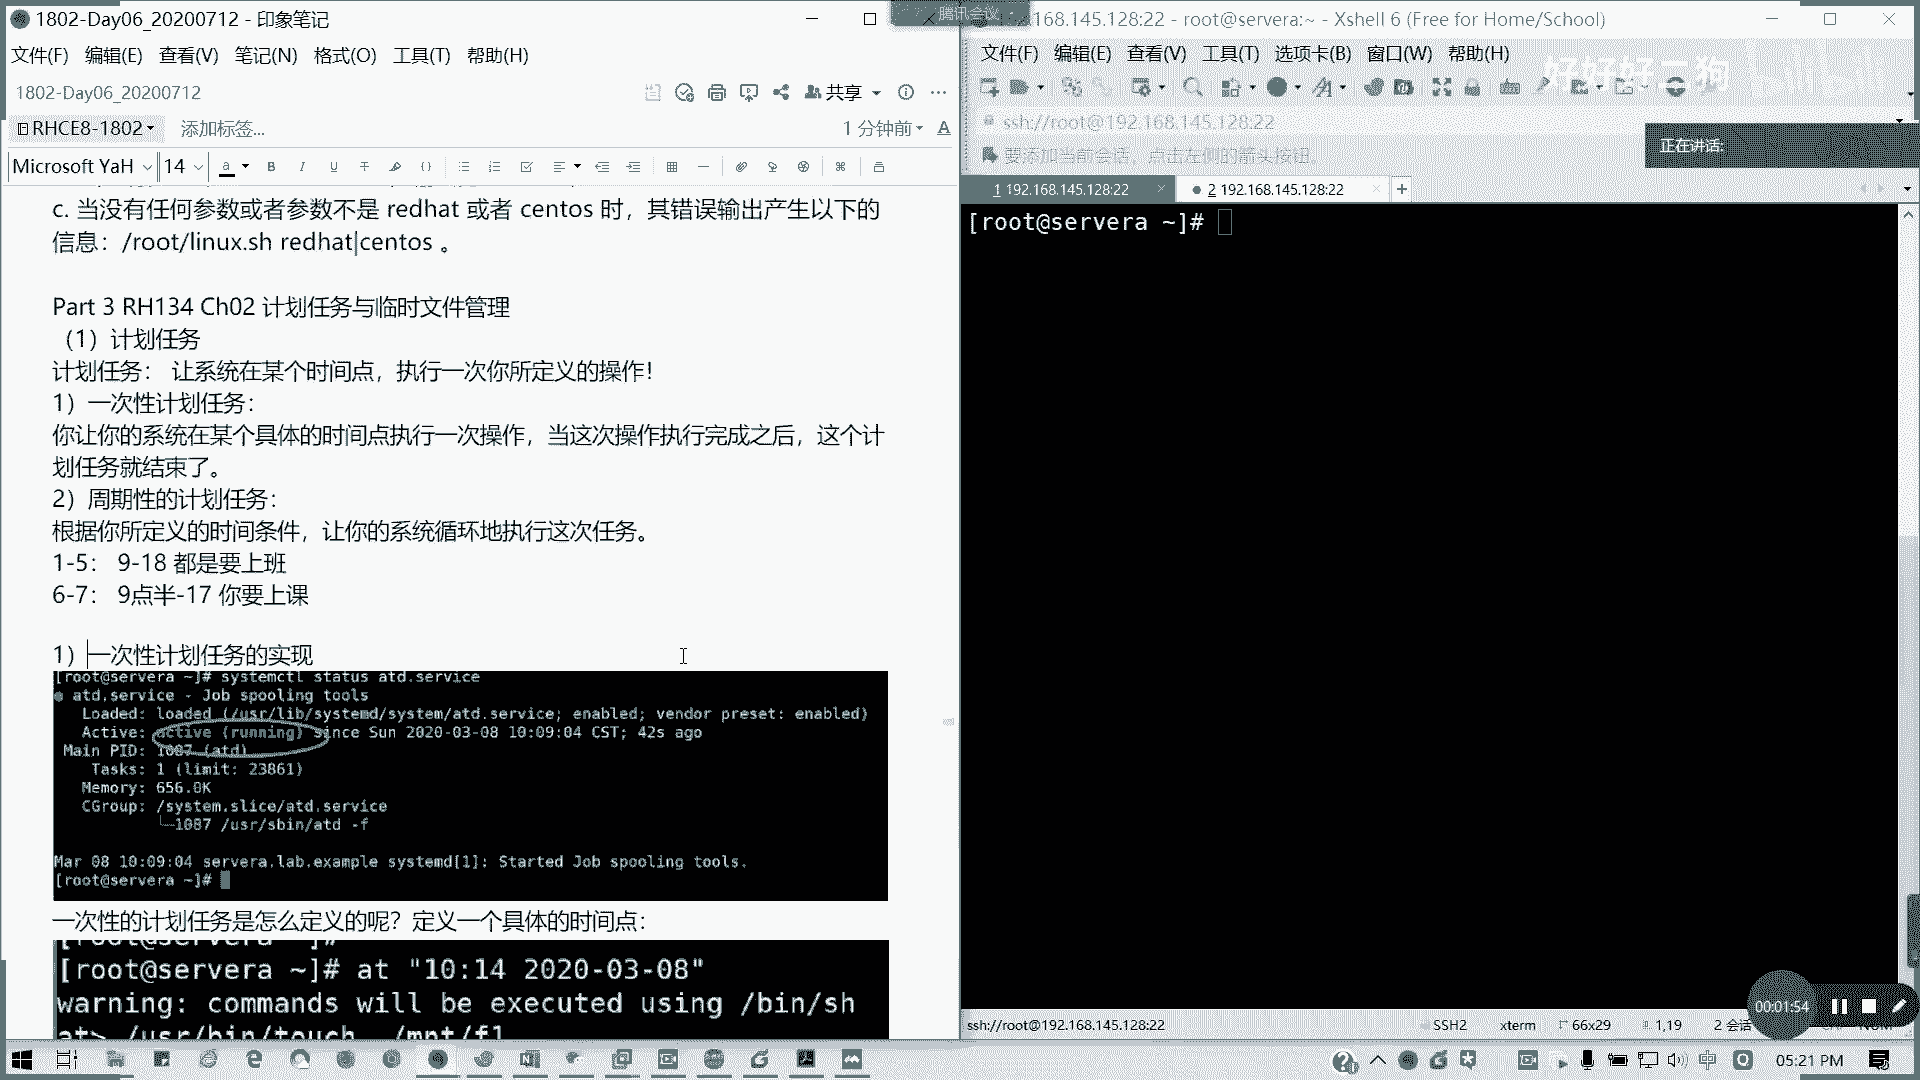 1802-Day06_20200712 - 印象笔记
文件(F) 编辑(E) 查看(V) 笔记(N) 格式(O) 工具(T) 帮助(H)
1802-Day06_20200712
共享
RHCE8-1802
添加标签...
1 分钟前
Microsoft YaH
14
c. 当没有任何参数或者参数不是 redhat 或者 centos 时，其错误输出产生以下的
信息：/root/linux.sh redhat|centos 。
Part 3 RH134 Ch02 计划任务与临时文件管理
（1）计划任务
计划任务： 让系统在某个时间点，执行一次你所定义的操作！
1）一次性计划任务：
你让你的系统在某个具体的时间点执行一次操作，当这次操作执行完成之后，这个计
划任务就结束了。
2）周期性的计划任务：
根据你所定义的时间条件，让你的系统循环地执行这次任务。
1-5： 9-18 都是要上班
6-7： 9点半-17 你要上课
1）一次性计划任务的实现
[root@servera ~]# systemctl status atd.service
● atd.service - Job spooling tools
Loaded: loaded (/usr/lib/systemd/system/atd.service; enabled; vendor preset: enabled)
Active: active (running) since Sun 2020-03-08 10:09:04 CST; 42s ago
Main PID: 1087 (atd)
Tasks: 1 (limit: 23861)
Memory: 656.0K
CGroup: /system.slice/atd.service
└─1087 /usr/sbin/atd -f
Mar 08 10:09:04 servera.lab.example systemd[1]: Started Job spooling tools.
[root@servera ~]#
一次性的计划任务是怎么定义的呢？定义一个具体的时间点：
[root@servera ~]#
[root@servera ~]# at "10:14 2020-03-08"
warning: commands will be executed using /bin/sh
at> /usr/bin/touch /mnt/f1
腾讯会议
192.168.145.128:22 - root@servera:~ - Xshell 6 (Free for Home/School)
文件(F) 编辑(E) 查看(V) 工具(T) 选项卡(B) 窗口(W) 帮助(H)
好好好二狗
ssh://root@192.168.145.128:22
要添加当前会话，点击左侧的箭头按钮。
正在讲话:
1 192.168.145.128:22
2 192.168.145.128:22
[root@servera ~]#
00:01:54
ssh://root@192.168.145.128:22
SSH2
xterm
66x29
1,19
2 会话
NUM
中
05:21 PM